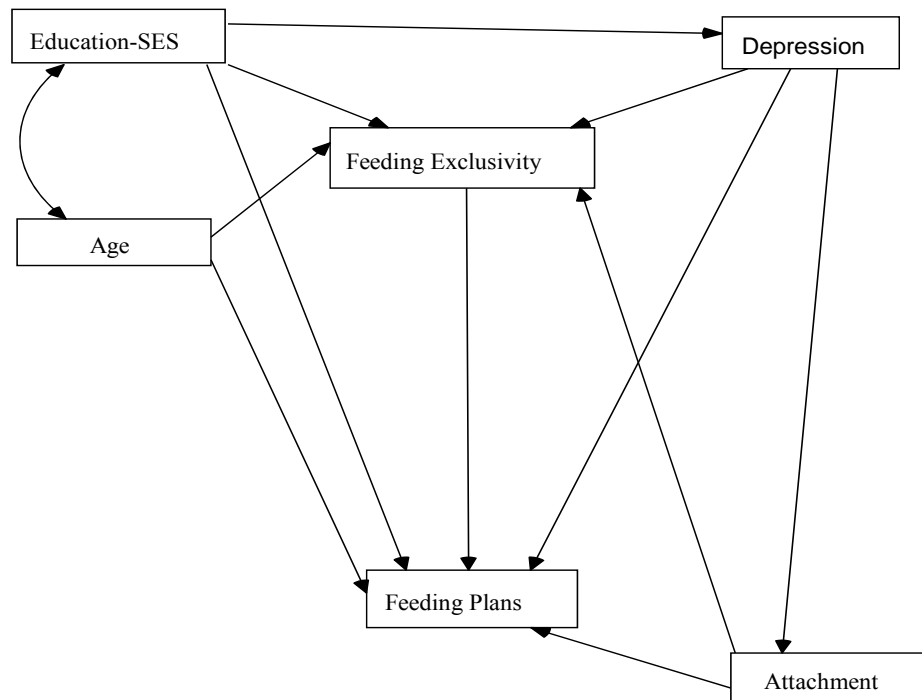 Education-SES
Depression
Feeding Exclusivity
Age
Feeding Plans
Attachment